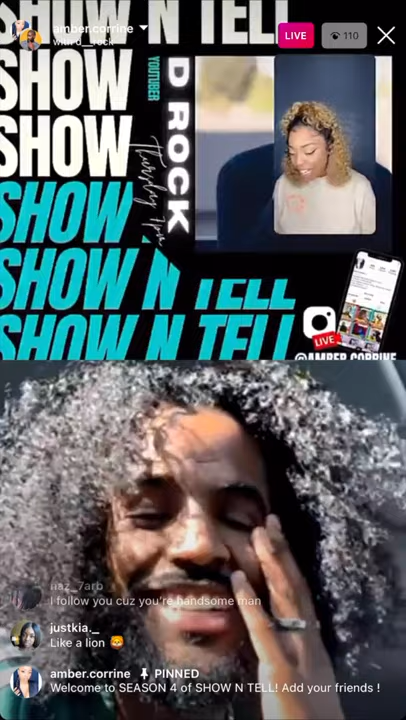 SHOW N TELL
amber.corrine
with d__rock
LIVE
110
SHOW
SHOW
SHOW
SHOW N TELL
SHOW N TELL
YOUTUBER
D ROCK
Thursday
LIVE
@AMBER.CORRINE
naz_7arb
I follow you cuz you're handsome man
justkia._
Like a lion 🦁
amber.corrine PINNED
Welcome to SEASON 4 of SHOW N TELL! Add your friends !